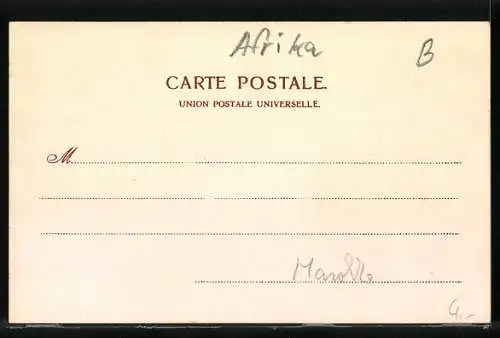 Afrika B
CARTE POSTALE.
UNION POSTALE UNIVERSELLE.
M.
Marokko
4.-